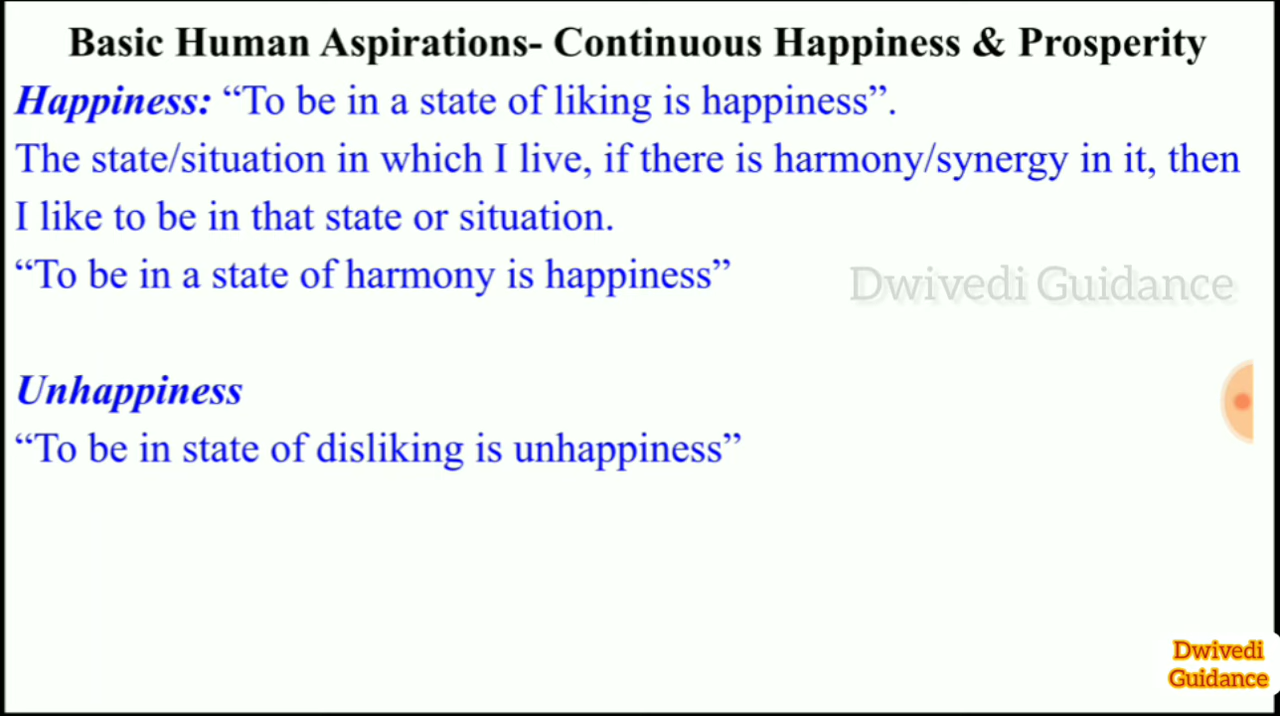 Basic Human Aspirations- Continuous Happiness & Prosperity
Happiness: “To be in a state of liking is happiness”.
The state/situation in which I live, if there is harmony/synergy in it, then
I like to be in that state or situation.
“To be in a state of harmony is happiness”
Dwivedi Guidance
Unhappiness
“To be in state of disliking is unhappiness”
Dwivedi
Guidance